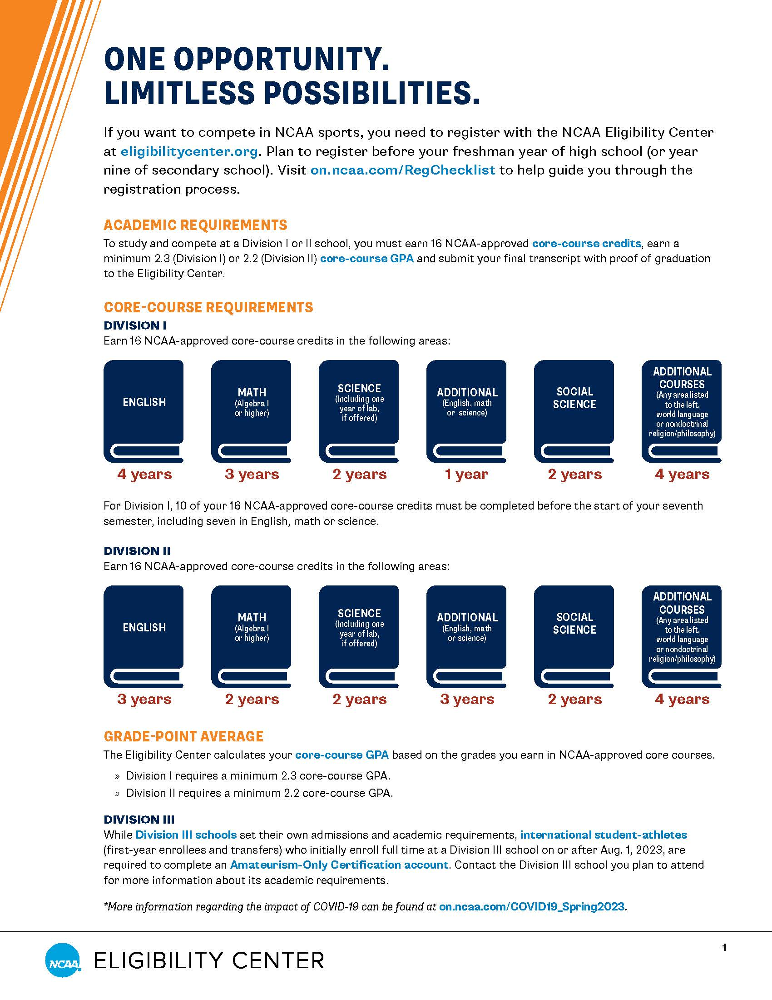 ONE OPPORTUNITY.
LIMITLESS POSSIBILITIES.
If you want to compete in NCAA sports, you need to register with the NCAA Eligibility Center
at eligibilitycenter.org. Plan to register before your freshman year of high school (or year
nine of secondary school). Visit on.ncaa.com/RegChecklist to help guide you through the
registration process.
ACADEMIC REQUIREMENTS
To study and compete at a Division I or II school, you must earn 16 NCAA-approved core-course credits, earn a
minimum 2.3 (Division I) or 2.2 (Division II) core-course GPA and submit your final transcript with proof of graduation
to the Eligibility Center.
CORE-COURSE REQUIREMENTS
DIVISION I
Earn 16 NCAA-approved core-course credits in the following areas:
ENGLISH
4 years
MATH
(Algebra I
or higher)
3 years
SCIENCE
(Including one
year of lab,
if offered)
2 years
ADDITIONAL
(English, math
or science)
1 year
SOCIAL
SCIENCE
2 years
ADDITIONAL
COURSES
(Any area listed
to the left,
world language
or nondoctrinal
religion/philosophy)
4 years
For Division I, 10 of your 16 NCAA-approved core-course credits must be completed before the start of your seventh
semester, including seven in English, math or science.
DIVISION II
Earn 16 NCAA-approved core-course credits in the following areas:
ENGLISH
3 years
MATH
(Algebra I
or higher)
2 years
SCIENCE
(Including one
year of lab,
if offered)
2 years
ADDITIONAL
(English, math
or science)
3 years
SOCIAL
SCIENCE
2 years
ADDITIONAL
COURSES
(Any area listed
to the left,
world language
or nondoctrinal
religion/philosophy)
4 years
GRADE-POINT AVERAGE
The Eligibility Center calculates your core-course GPA based on the grades you earn in NCAA-approved core courses.
» Division I requires a minimum 2.3 core-course GPA.
» Division II requires a minimum 2.2 core-course GPA.
DIVISION III
While Division III schools set their own admissions and academic requirements, international student-athletes
(first-year enrollees and transfers) who initially enroll full time at a Division III school on or after Aug. 1, 2023, are
required to complete an Amateurism-Only Certification account. Contact the Division III school you plan to attend
for more information about its academic requirements.
*More information regarding the impact of COVID-19 can be found at on.ncaa.com/COVID19_Spring2023.
NCAA ELIGIBILITY CENTER
1